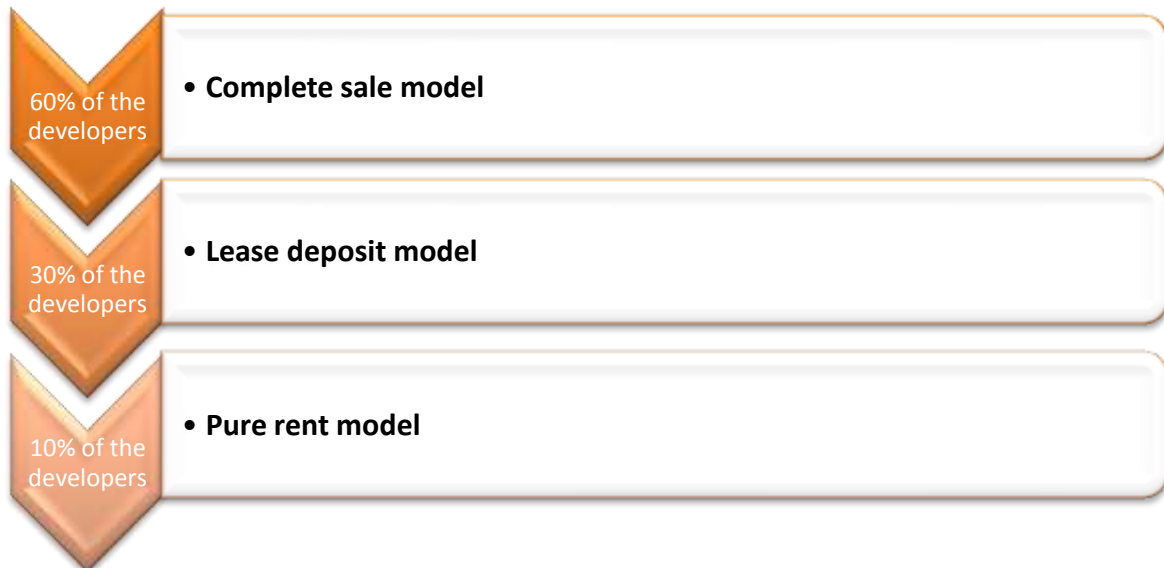 60% of the
developers
• Complete sale model
30% of the
developers
• Lease deposit model
10% of the
developers
• Pure rent model